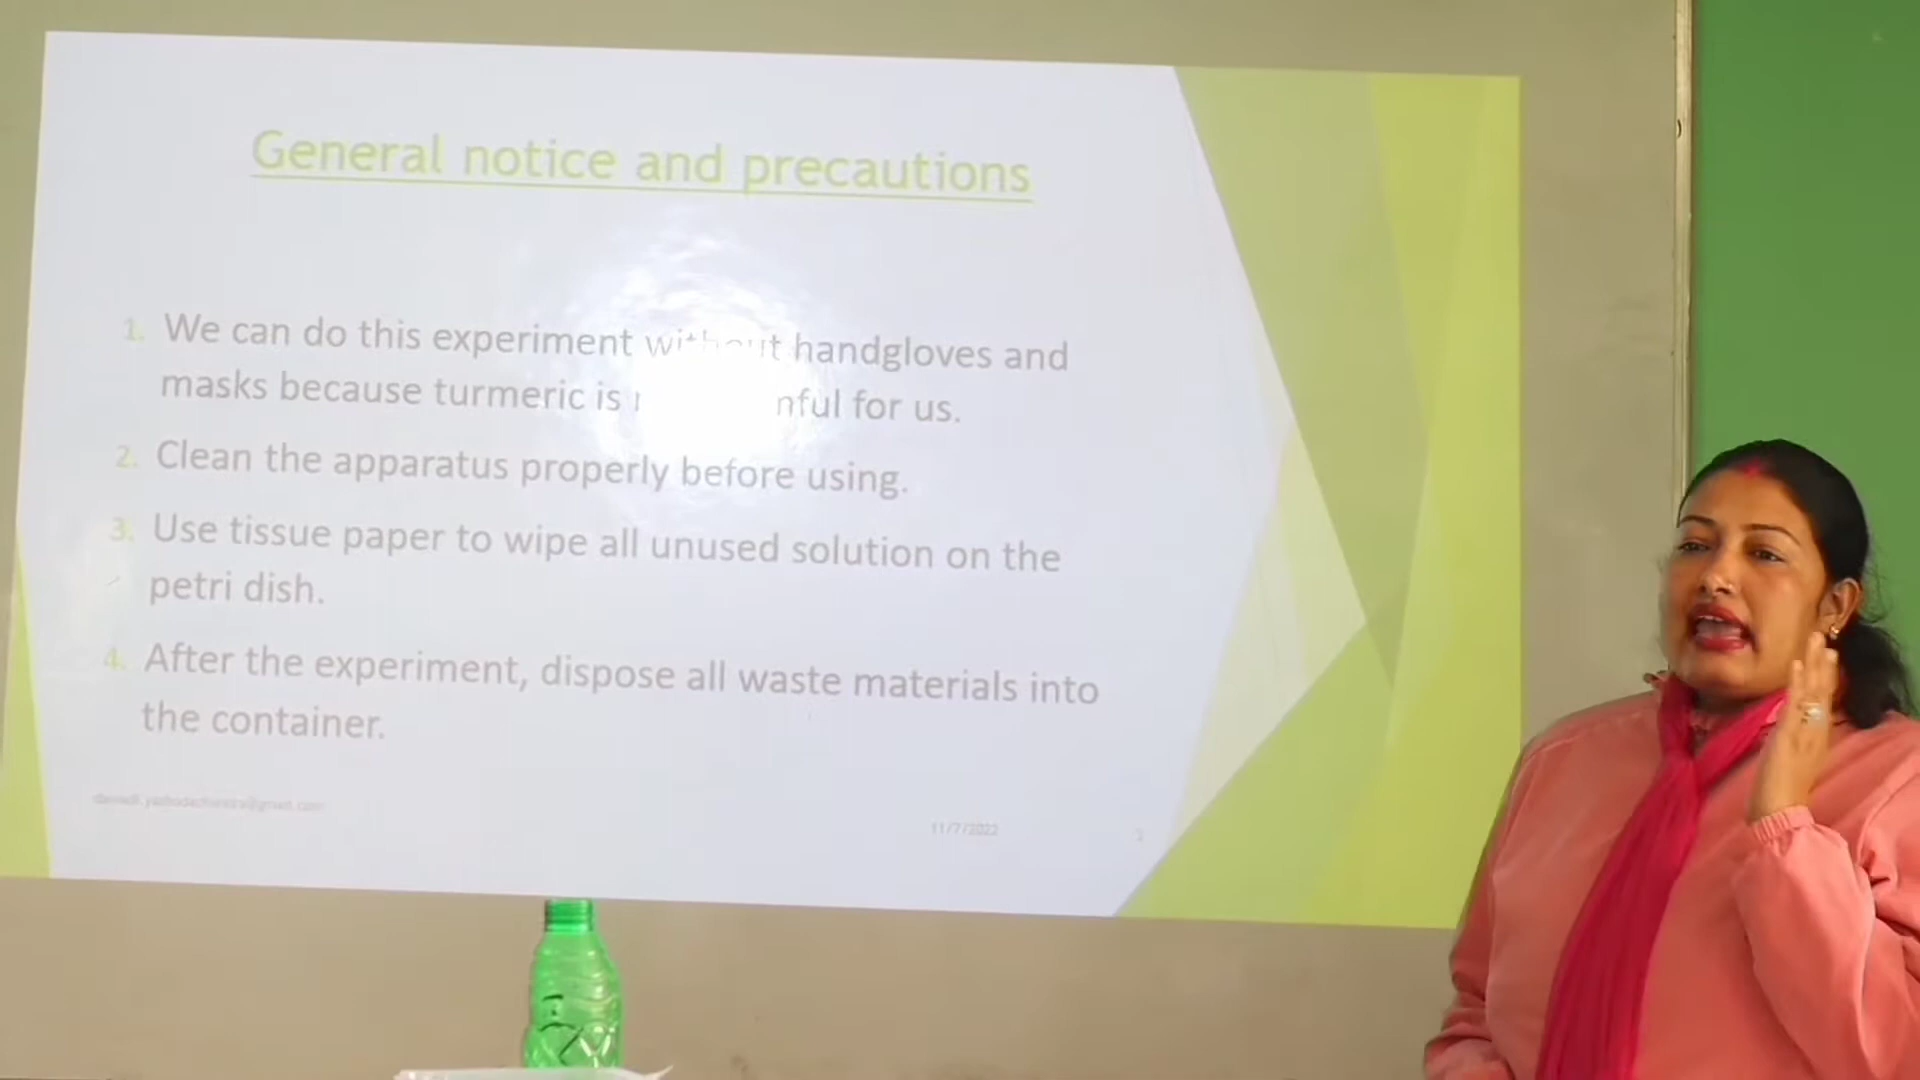 General notice and precautions
1. We can do this experiment without handgloves and
masks because turmeric is for us.
2. Clean the apparatus properly before using.
3. Use tissue paper to wipe all unused solution on the
petri dish.
4. After the experiment, dispose all waste materials into
the container.
11/7/2022